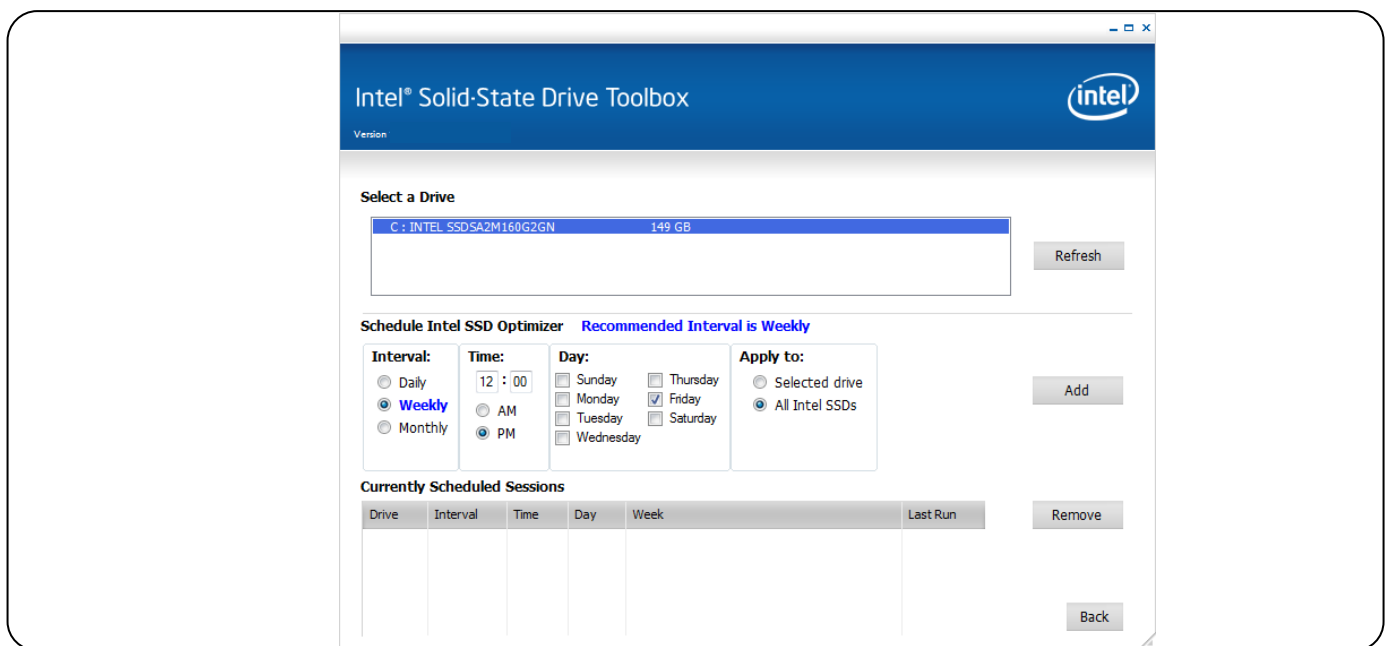 Intel® Solid-State Drive Toolbox
intel
Version
Select a Drive
C : INTEL SSDSA2M160G2GN 149 GB
Refresh
Schedule Intel SSD Optimizer Recommended Interval is Weekly
Interval:
Daily
Weekly
Monthly
Time:
12 : 00
AM
PM
Day:
Sunday
Monday
Tuesday
Wednesday
Thursday
Friday
Saturday
Apply to:
Selected drive
All Intel SSDs
Add
Currently Scheduled Sessions
Drive Interval Time Day Week Last Run
Remove
Back